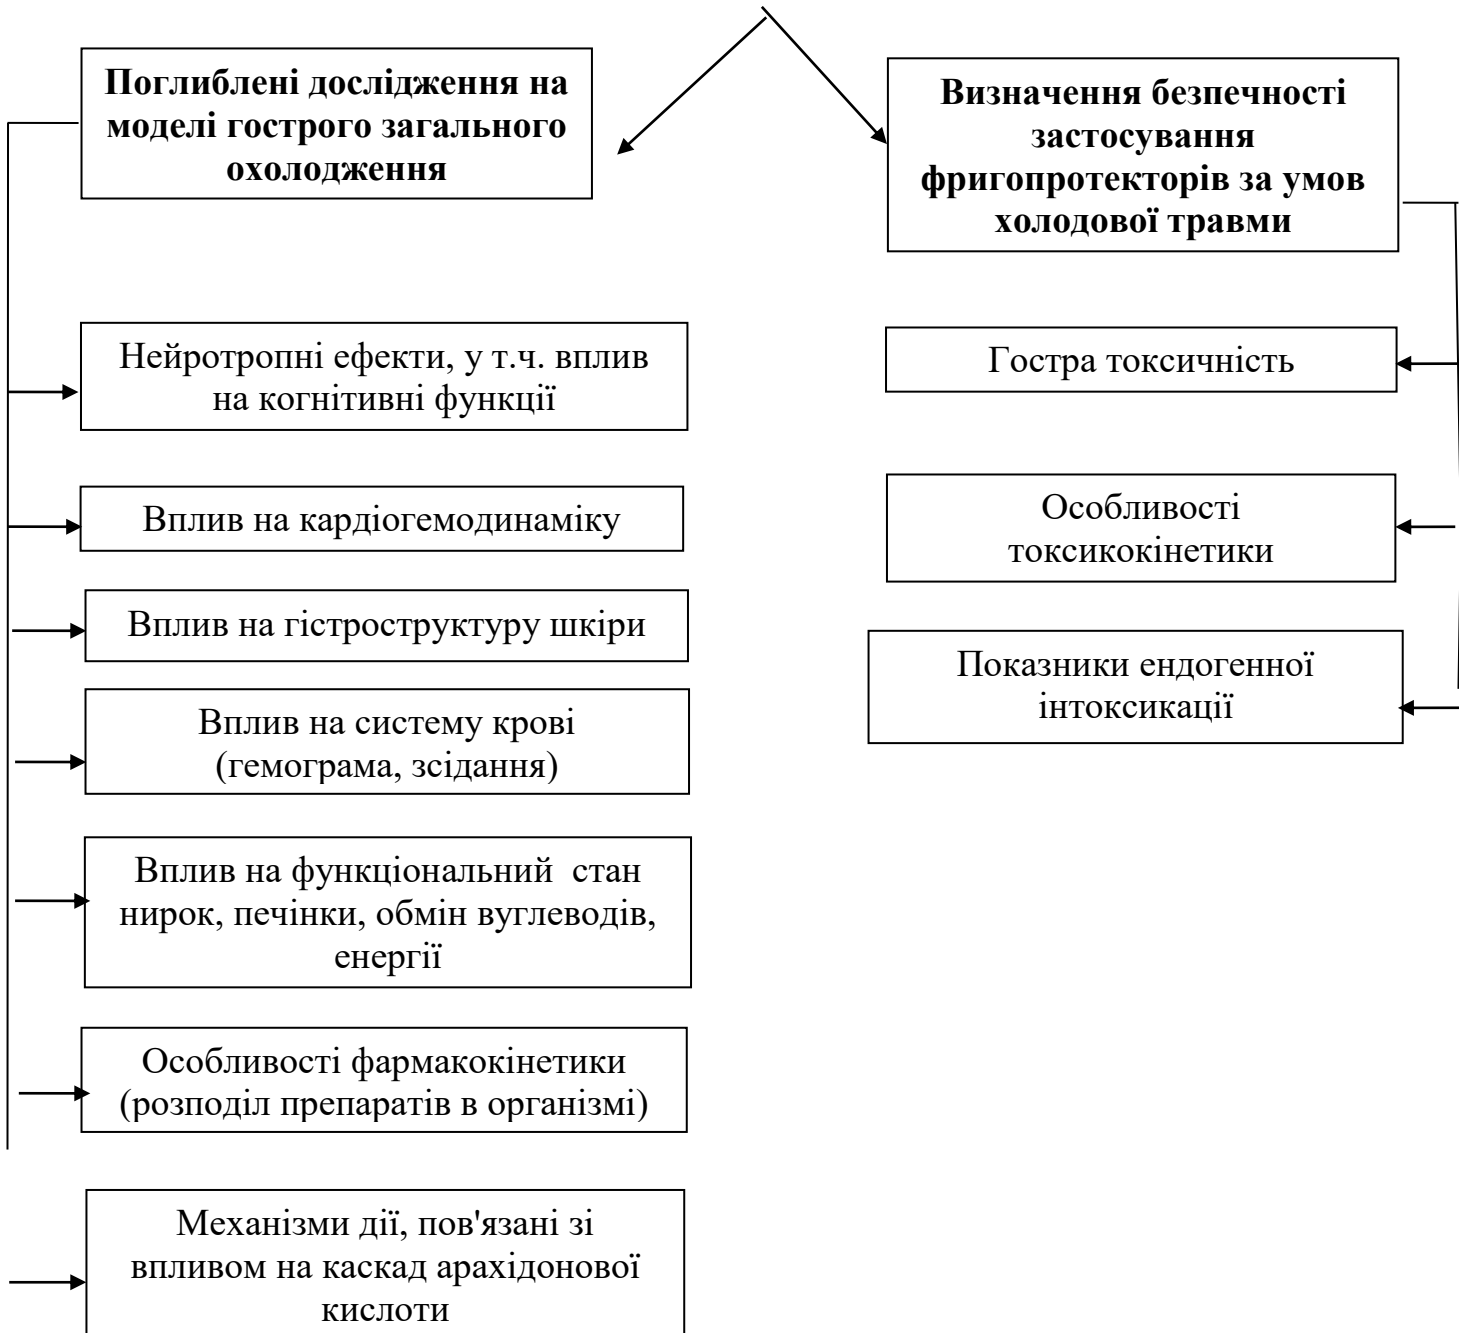 Поглиблені дослідження на
моделі гострого загального
охолодження
Визначення безпечності
застосування
фригопротекторів за умов
холодової травми
Нейротропні ефекти, у т.ч. вплив
на когнітивні функції
Вплив на кардіогемодинаміку
Вплив на гістроструктуру шкіри
Вплив на систему крові
(гемограма, зсідання)
Вплив на функціональний  стан
нирок, печінки, обмін вуглеводів,
енергії
Особливості фармакокінетики
(розподіл препаратів в організмі)
Механізми дії, пов'язані зі
впливом на каскад арахідонової
кислоти
Гостра токсичність
Особливості
токсикокінетики
Показники ендогенної
інтоксикації